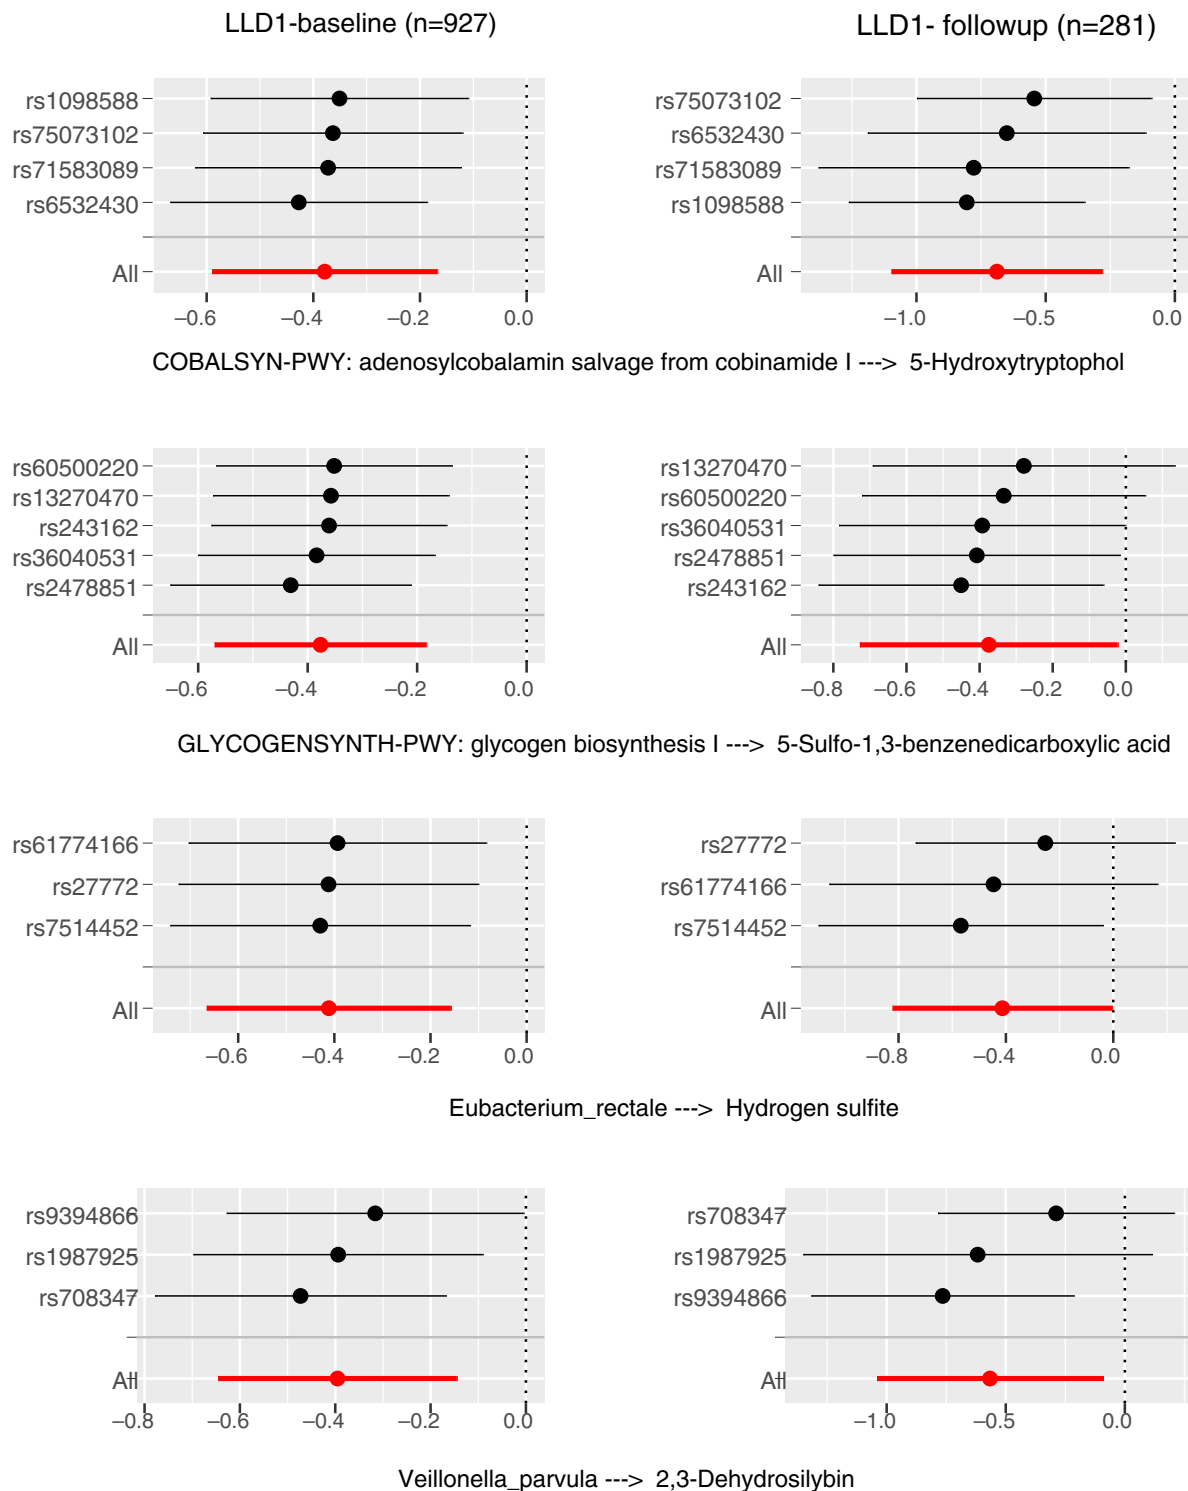 LLD1-baseline (n=927)
LLD1- followup (n=281)
rs1098588
rs75073102
rs71583089
rs6532430
All
−0.6 −0.4 −0.2 0.0
rs75073102
rs6532430
rs71583089
rs1098588
All
−1.0 −0.5 0.0
COBALSYN-PWY: adenosylcobalamin salvage from cobinamide I ---> 5-Hydroxytryptophol
rs60500220
rs13270470
rs243162
rs36040531
rs2478851
All
−0.6 −0.4 −0.2 0.0
rs13270470
rs60500220
rs36040531
rs2478851
rs243162
All
−0.8 −0.6 −0.4 −0.2 0.0
GLYCOGENSYNTH-PWY: glycogen biosynthesis I ---> 5-Sulfo-1,3-benzenedicarboxylic acid
rs61774166
rs27772
rs7514452
All
−0.6 −0.4 −0.2 0.0
rs27772
rs61774166
rs7514452
All
−0.8 −0.4 0.0
Eubacterium_rectale ---> Hydrogen sulfite
rs9394866
rs1987925
rs708347
All
−0.8 −0.6 −0.4 −0.2 0.0
rs708347
rs1987925
rs9394866
All
−1.0 −0.5 0.0
Veillonella_parvula ---> 2,3-Dehydrosilybin